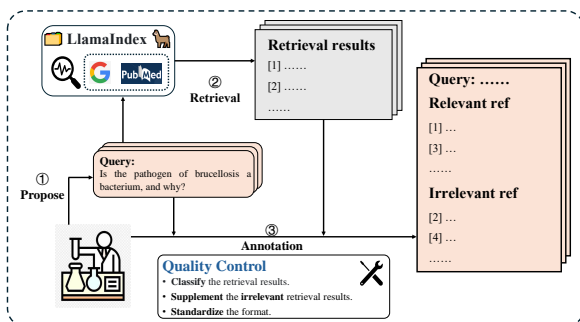 LlamaIndex
G
PubMed
②
Retrieval
Retrieval results
[1] ......
[2] ......
......
Query: ......
Relevant ref
[1] ...
[3] ...
......
Irrelevant ref
[2] ...
[4] ...
......
①
Propose
Query:
Is the pathogen of brucellosis a
bacterium, and why?
③
Annotation
Quality Control
• Classify the retrieval results.
• Supplement the irrelevant retrieval results.
• Standardize the format.